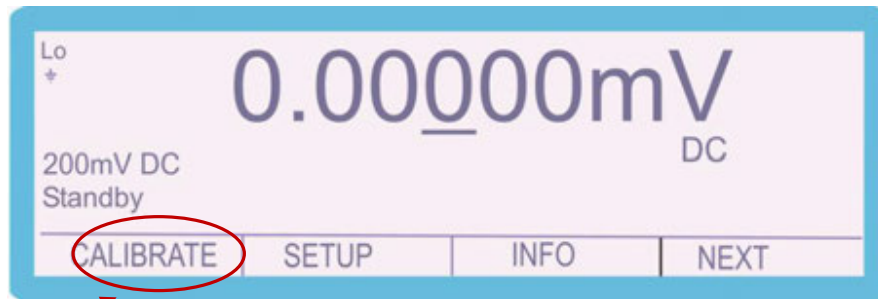 Lo
0.00000mV
DC
200mV DC
Standby
CALIBRATE SETUP INFO NEXT